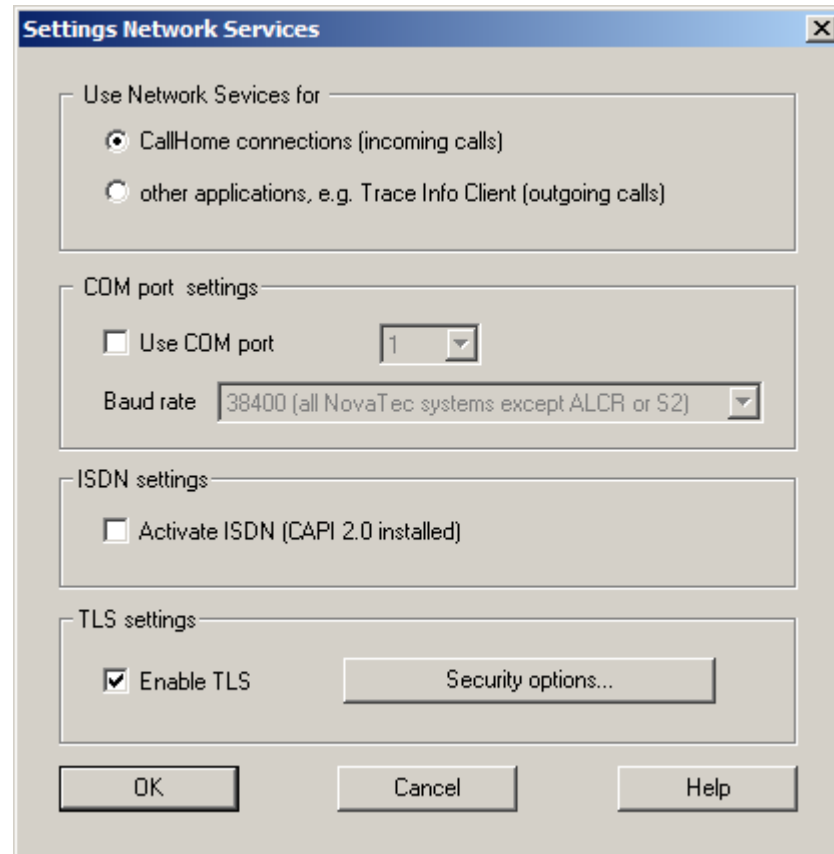 Settings Network Services
Use Network Sevices for
CallHome connections (incoming calls)
other applications, e.g. Trace Info Client (outgoing calls)
COM port settings
Use COM port 1
Baud rate 38400 (all NovaTec systems except ALCR or S2)
ISDN settings
Activate ISDN (CAPI 2.0 installed)
TLS settings
Enable TLS Security options...
OK Cancel Help